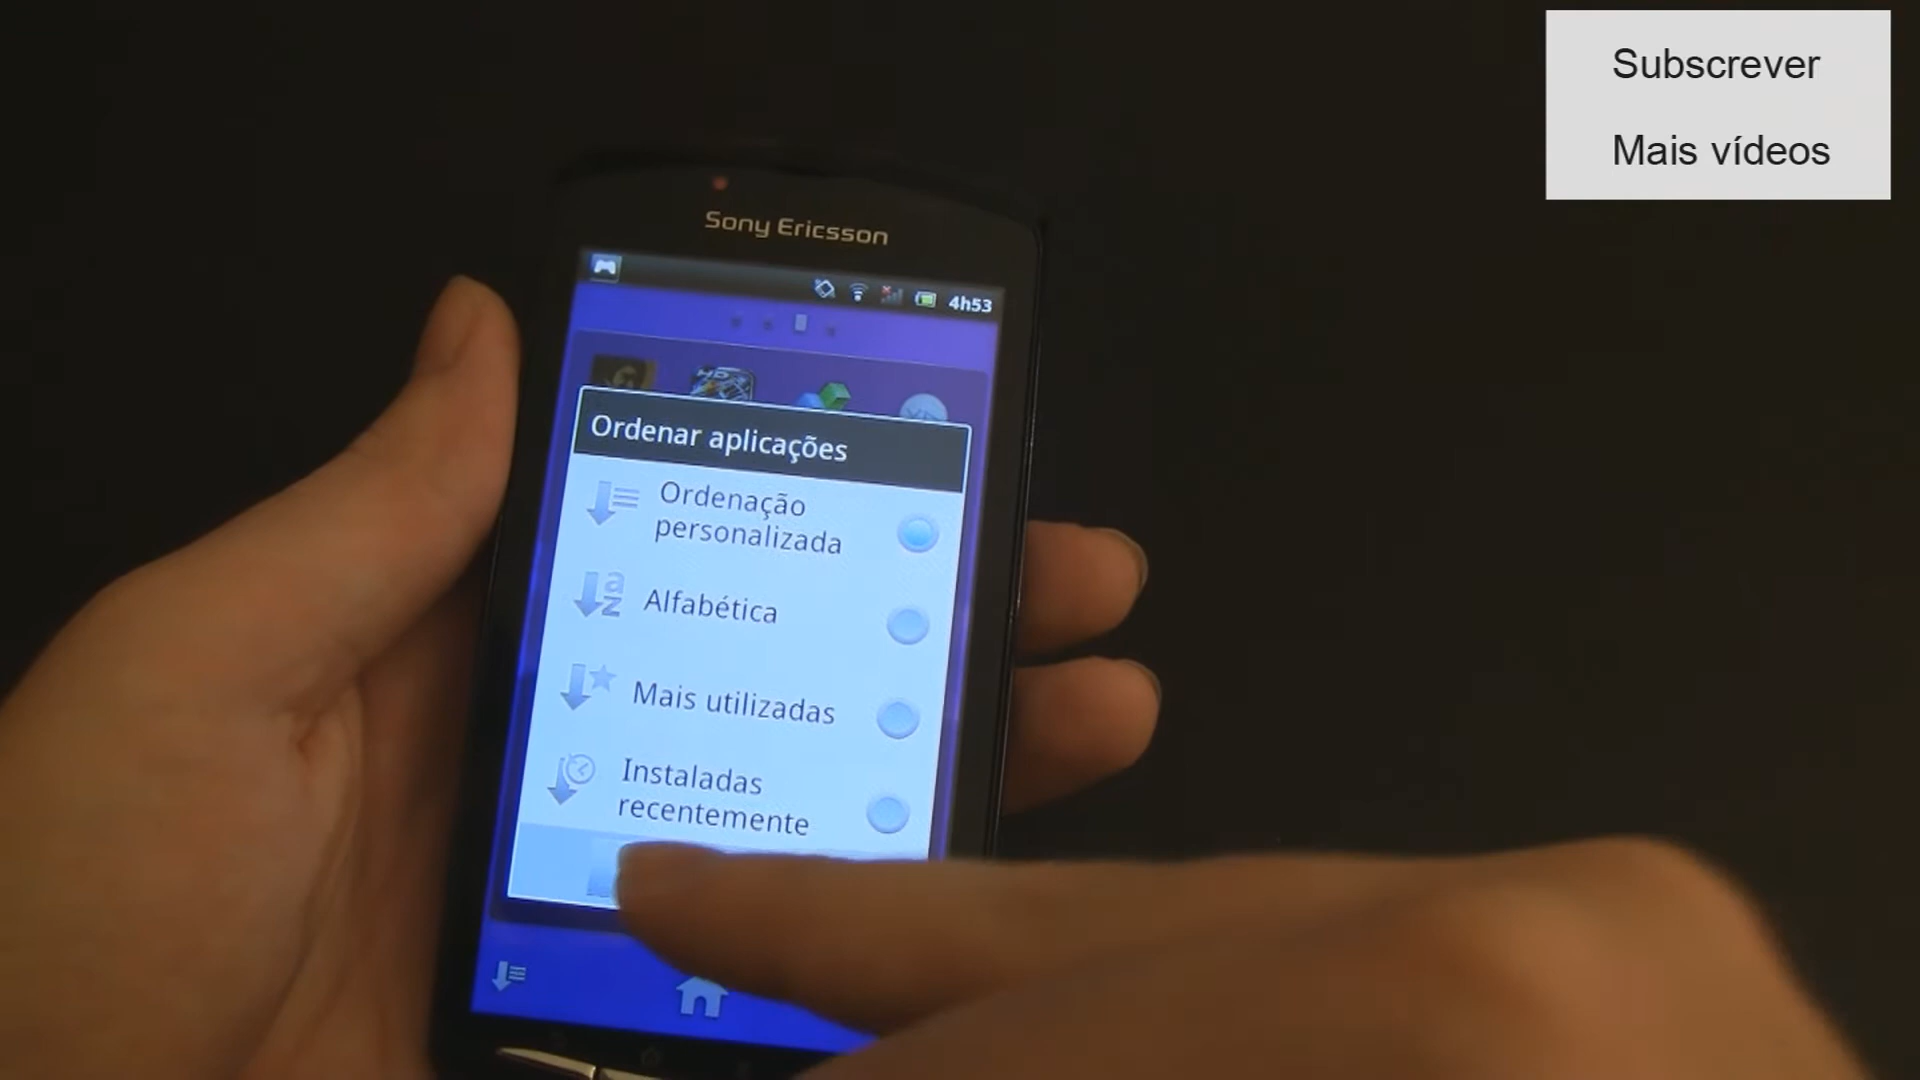 Subscrever
Mais vídeos
Sony Ericsson
4h53
Ordenar aplicações
Ordenação
personalizada
Alfabética
Mais utilizadas
Instaladas
recentemente